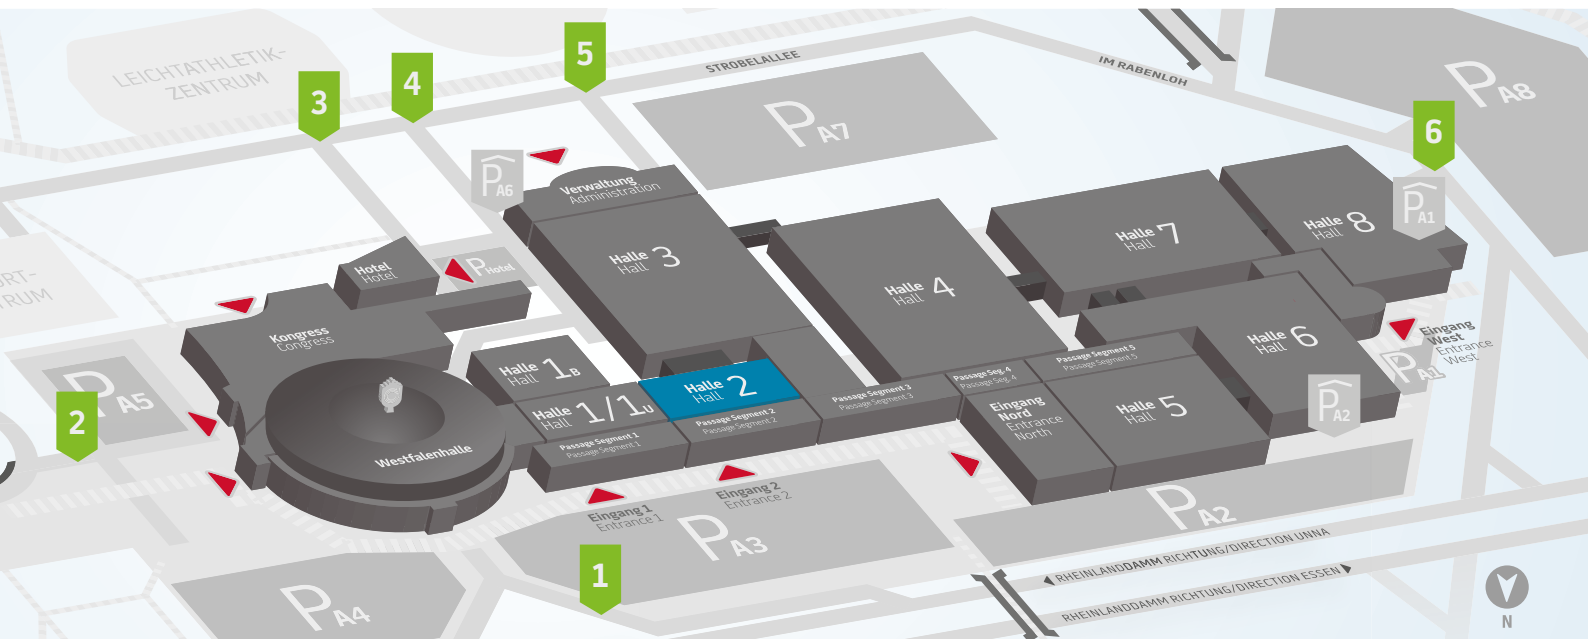 LEICHTATHLETIK-
ZENTRUM
3
4
5
STROBELALLEE
IM RABENLOH
P A8
P A7
6
P A6
P A1
Verwaltung
Administration
Halle
Hall 3
Halle
Hall 4
Halle
Hall 7
Halle
Hall 8
Hotel
Hotel
P Hotel
RT-
TRUM
Kongress
Congress
Halle
Hall 1B
Halle
Hall 1/1U
Halle
Hall 2
Passage Segment 1
Passage Segment 1
Passage Segment 2
Passage Segment 2
Passage Segment 3
Passage Segment 3
Passage Seg. 4
Passage Seg. 4
Passage Segment 5
Passage Segment 5
Halle
Hall 6
Halle
Hall 5
Eingang
Nord
Entrance
North
Eingang
West
Entrance
West
P A1
P A2
P A5
2
Westfalenhalle
Eingang 1
Entrance 1
Eingang 2
Entrance 2
P A3
P A2
1
P A4
RHEINLANDDAMM RICHTUNG/DIRECTION UNNA
RHEINLANDDAMM RICHTUNG/DIRECTION ESSEN
N